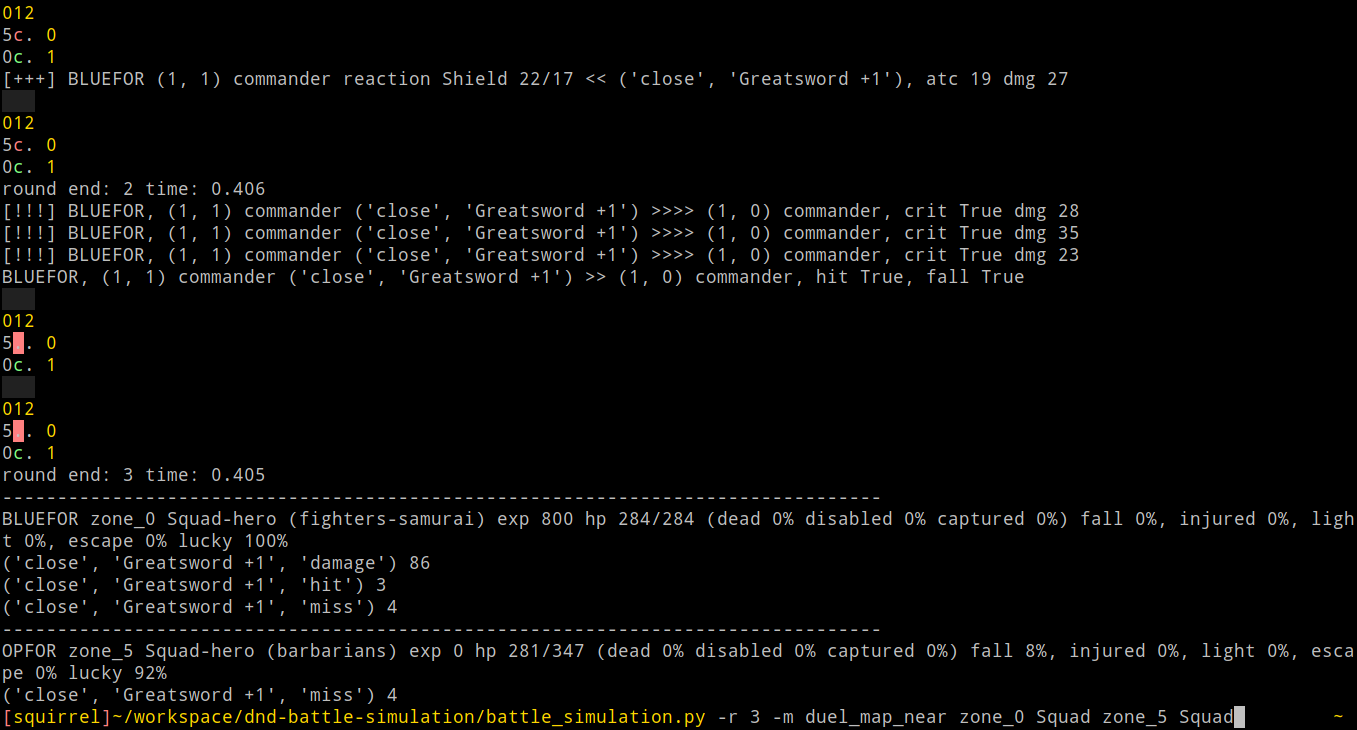 012
5c. 0
0c. 1
[+++] BLUEFOR (1, 1) commander reaction Shield 22/17 << ('close', 'Greatsword +1'), atc 19 dmg 27
012
5c. 0
0c. 1
round end: 2 time: 0.406
[!!!] BLUEFOR, (1, 1) commander ('close', 'Greatsword +1') >>>> (1, 0) commander, crit True dmg 28
[!!!] BLUEFOR, (1, 1) commander ('close', 'Greatsword +1') >>>> (1, 0) commander, crit True dmg 35
[!!!] BLUEFOR, (1, 1) commander ('close', 'Greatsword +1') >>>> (1, 0) commander, crit True dmg 23
BLUEFOR, (1, 1) commander ('close', 'Greatsword +1') >> (1, 0) commander, hit True, fall True
012
5.. 0
0c. 1
012
5.. 0
0c. 1
round end: 3 time: 0.405
--------------------------------------------------------------------------------
BLUEFOR zone_0 Squad-hero (fighters-samurai) exp 800 hp 284/284 (dead 0% disabled 0% captured 0%) fall 0%, injured 0%, ligh
t 0%, escape 0% lucky 100%
('close', 'Greatsword +1', 'damage') 86
('close', 'Greatsword +1', 'hit') 3
('close', 'Greatsword +1', 'miss') 4
--------------------------------------------------------------------------------
OPFOR zone_5 Squad-hero (barbarians) exp 0 hp 281/347 (dead 0% disabled 0% captured 0%) fall 8%, injured 0%, light 0%, esca
pe 0% lucky 92%
('close', 'Greatsword +1', 'miss') 4
[squirrel]~/workspace/dnd-battle-simulation/battle_simulation.py -r 3 -m duel_map_near zone_0 Squad zone_5 Squad ~